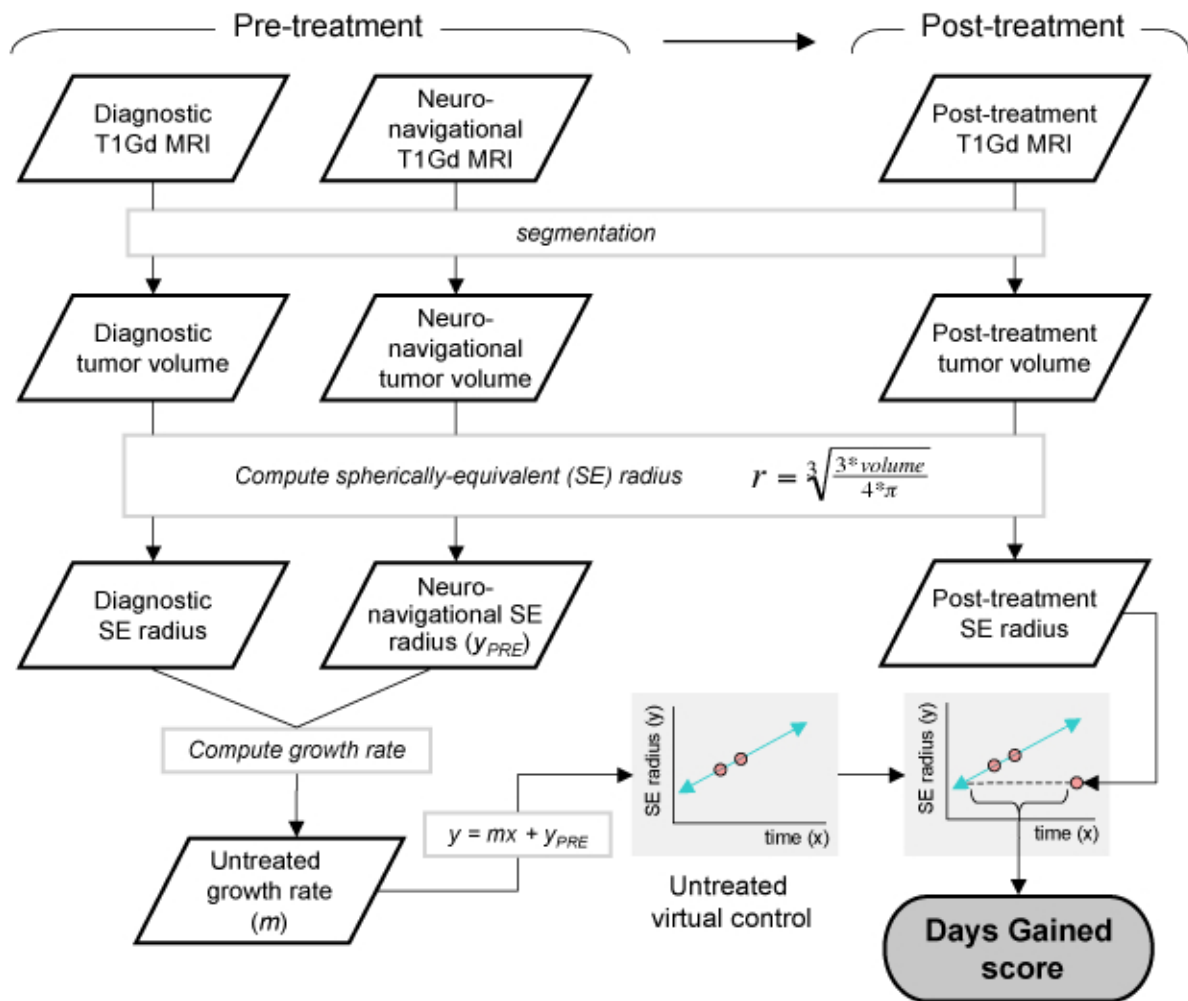 Pre-treatment
Post-treatment
Diagnostic
T1Gd MRI
Neuro-
navigational
T1Gd MRI
Post-treatment
T1Gd MRI
segmentation
Diagnostic
tumor volume
Neuro-
navigational
tumor volume
Post-treatment
tumor volume
Compute spherically-equivalent (SE) radius
r = ∛(3*volume / 4*π)
Diagnostic
SE radius
Neuro-
navigational SE
radius (y_PRE)
Post-treatment
SE radius
Compute growth rate
Untreated
growth rate
(m)
y = mx + y_PRE
SE radius (y)
time (x)
Untreated
virtual control
SE radius (y)
time (x)
Days Gained
score